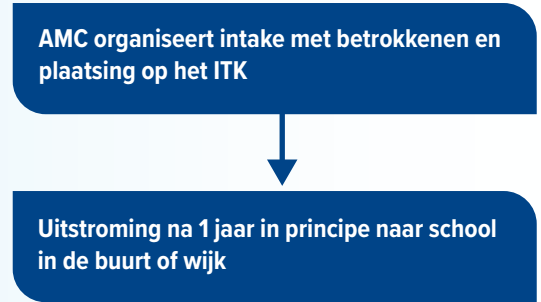 AMC organiseert intake met betrokkenen en
plaatsing op het ITK
Uitstroming na 1 jaar in principe naar school
in de buurt of wijk